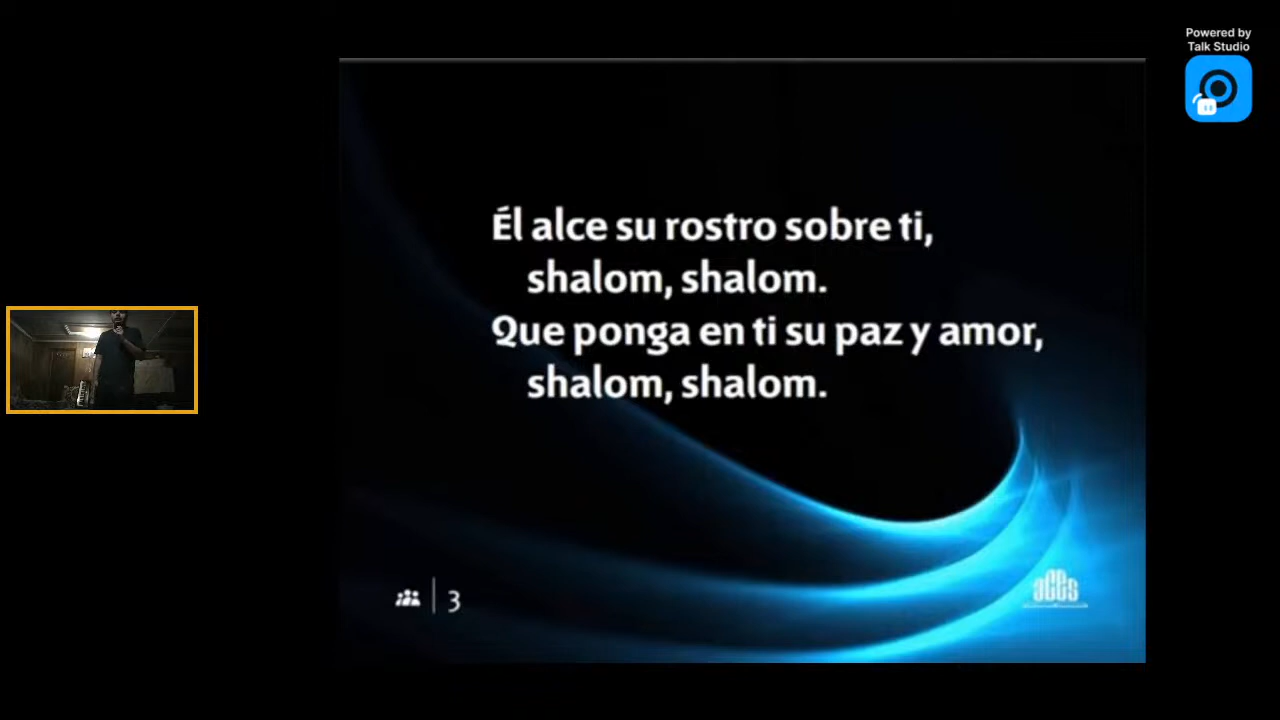 Powered by
Talk Studio
Él alce su rostro sobre ti,
shalom, shalom.
Que ponga en ti su paz y amor,
shalom, shalom.
3
aCCs